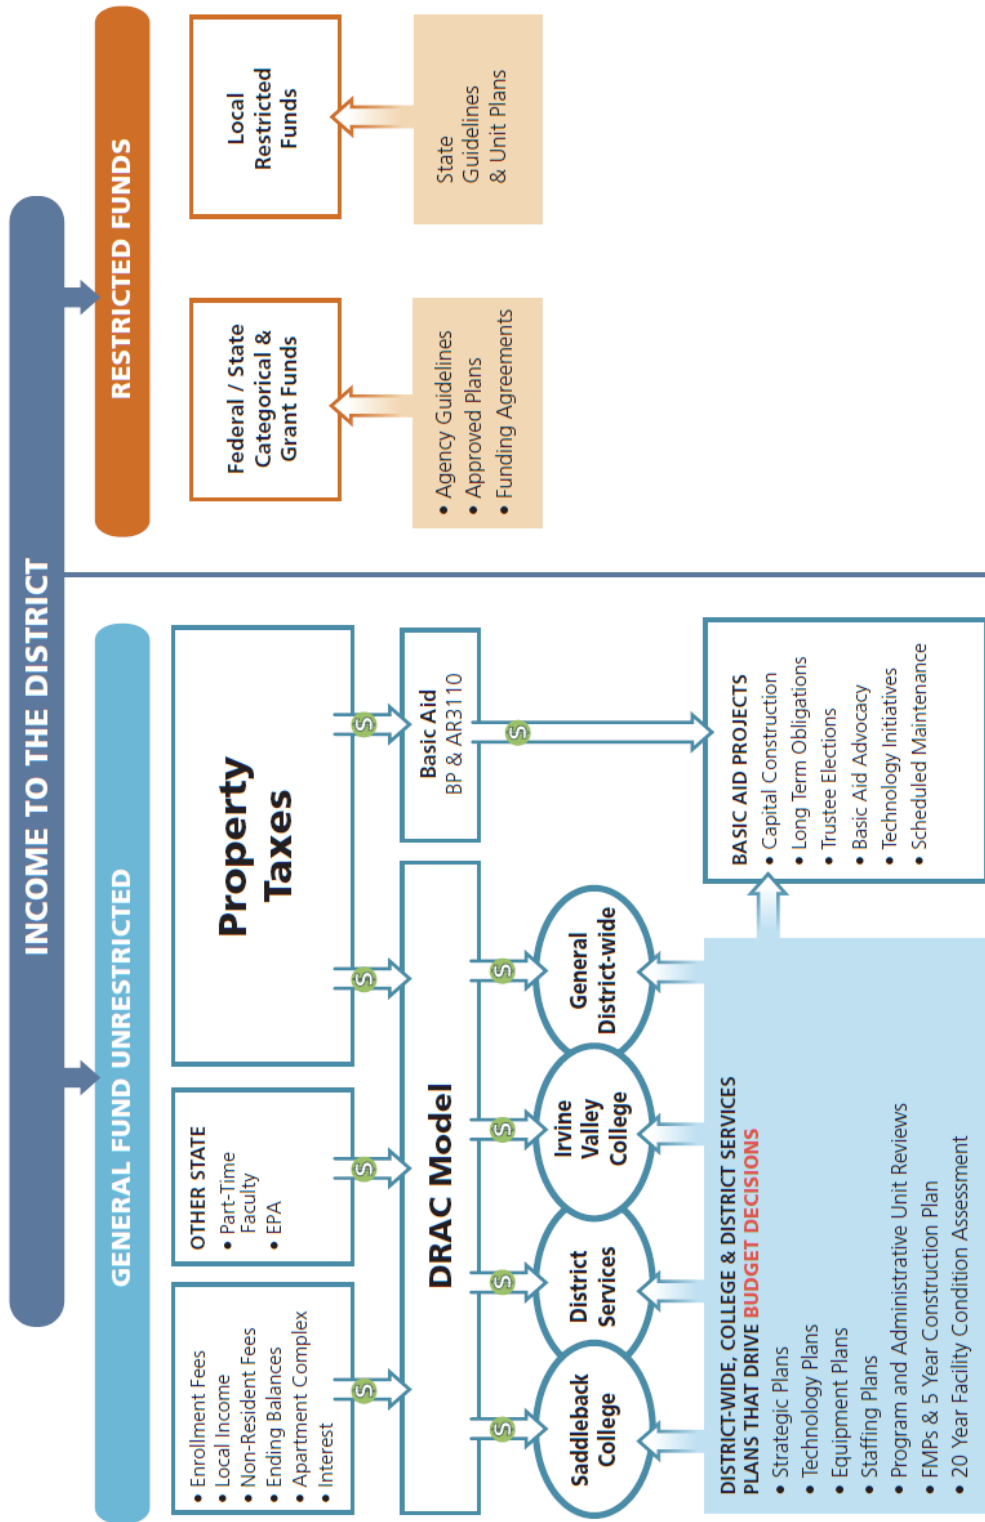 INCOME TO THE DISTRICT
GENERAL FUND UNRESTRICTED
• Enrollment Fees
• Local Income
• Non-Resident Fees
• Ending Balances
• Apartment Complex
• Interest
OTHER STATE
• Part-Time
Faculty
• EPA
Property
Taxes
$
$
$
$
DRAC Model
Basic Aid
BP & AR3110
$
$
$
$
$
Saddleback
College
District
Services
Irvine
Valley
College
General
District-wide
DISTRICT-WIDE, COLLEGE & DISTRICT SERVICES
PLANS THAT DRIVE BUDGET DECISIONS
• Strategic Plans
• Technology Plans
• Equipment Plans
• Staffing Plans
• Program and Administrative Unit Reviews
• FMPs & 5 Year Construction Plan
• 20 Year Facility Condition Assessment
BASIC AID PROJECTS
• Capital Construction
• Long Term Obligations
• Trustee Elections
• Basic Aid Advocacy
• Technology Initiatives
• Scheduled Maintenance
RESTRICTED FUNDS
Federal / State
Categorical &
Grant Funds
• Agency Guidelines
• Approved Plans
• Funding Agreements
Local
Restricted
Funds
State
Guidelines
& Unit Plans